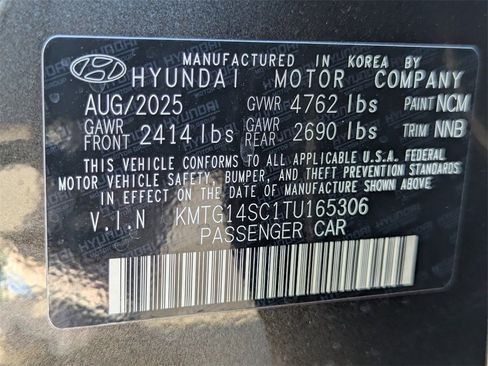 MANUFACTURED IN KOREA BY
HYUNDAI MOTOR COMPANY
AUG/2025 GVWR 4762 lbs PAINT NCM
GAWR FRONT 2414 lbs GAWR REAR 2690 lbs TRIM NNB
THIS VEHICLE CONFORMS TO ALL APPLICABLE U.S.A. FEDERAL
MOTOR VEHICLE SAFETY, BUMPER, AND THEFT PREVENTION STANDARDS
IN EFFECT ON THE DATE OF MANUFACTURE SHOWN ABOVE.
V.I.N KMTG14SC1TU165306
PASSENGER CAR